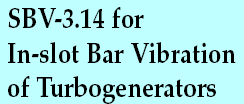 SBV-3.14 for
In-slot Bar Vibration
of Turbogenerators